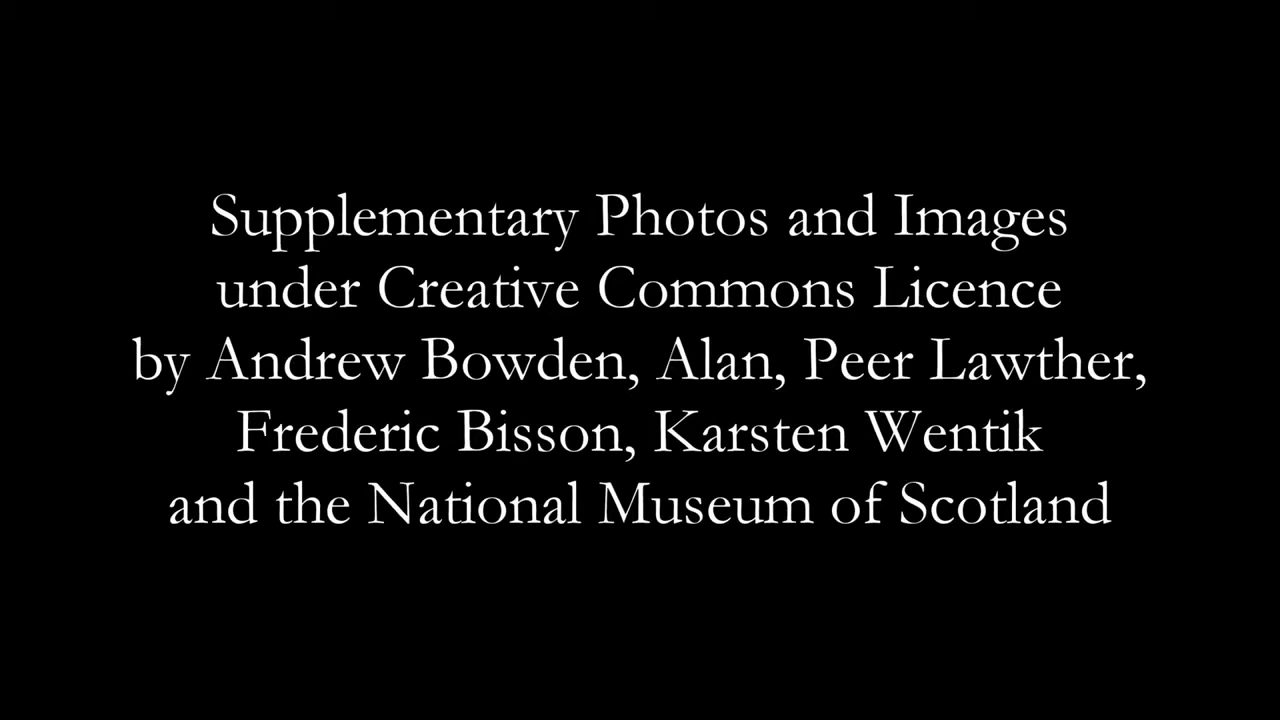 Supplementary Photos and Images
under Creative Commons Licence
by Andrew Bowden, Alan, Peer Lawther,
Frederic Bisson, Karsten Wentik
and the National Museum of Scotland